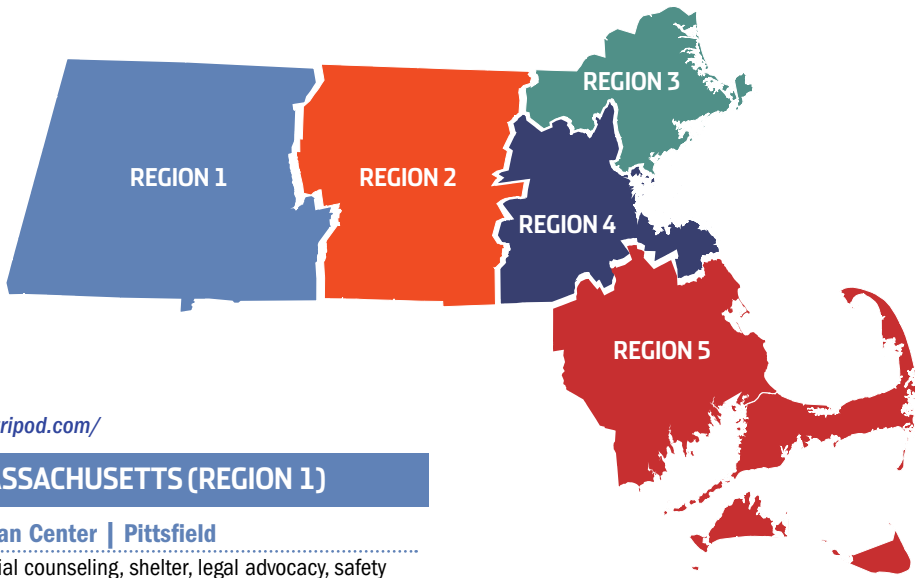 REGION 3
REGION 1
REGION 2
REGION 4
REGION 5
ripod.com/
ASSACHUSETTS (REGION 1)
an Center | Pittsfield
ial counseling, shelter, legal advocacy, safety